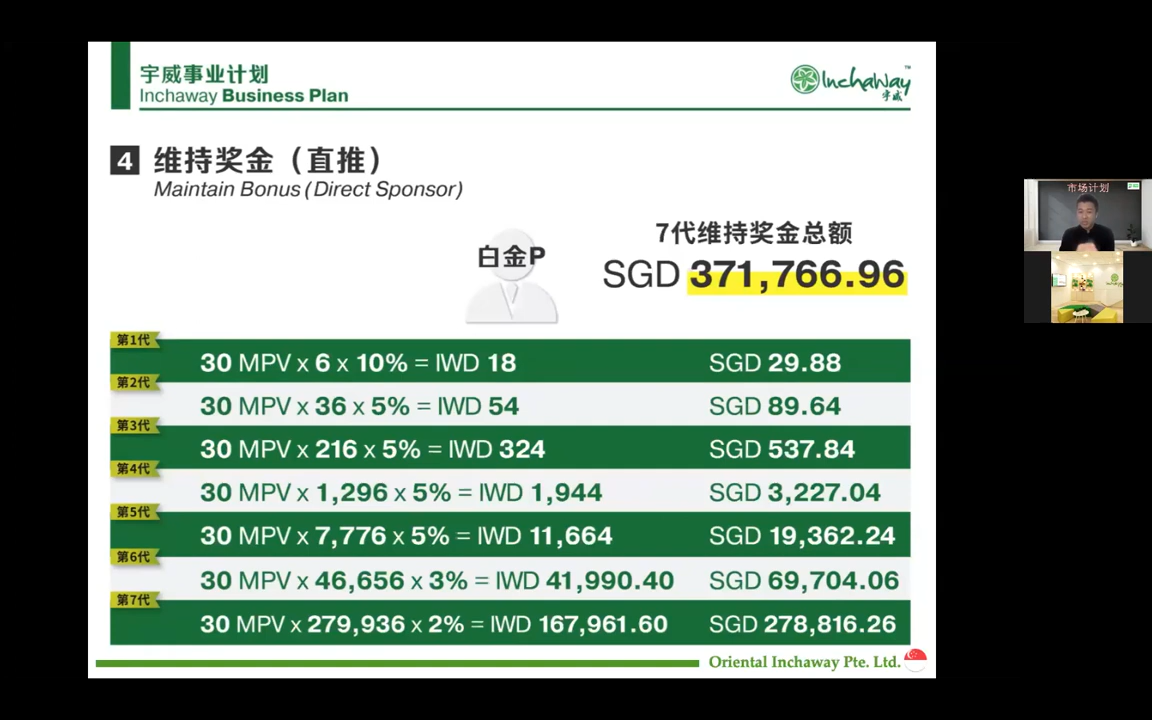 宇威事业计划
Inchaway Business Plan
InchaWay™
宇威
4 维持奖金（直推）
Maintain Bonus (Direct Sponsor)
白金P
7代维持奖金总额
SGD 371,766.96
第1代
30 MPV x 6 x 10% = IWD 18 SGD 29.88
第2代
30 MPV x 36 x 5% = IWD 54 SGD 89.64
第3代
30 MPV x 216 x 5% = IWD 324 SGD 537.84
第4代
30 MPV x 1,296 x 5% = IWD 1,944 SGD 3,227.04
第5代
30 MPV x 7,776 x 5% = IWD 11,664 SGD 19,362.24
第6代
30 MPV x 46,656 x 3% = IWD 41,990.40 SGD 69,704.06
第7代
30 MPV x 279,936 x 2% = IWD 167,961.60 SGD 278,816.26
Oriental Inchaway Pte. Ltd.
市场计划